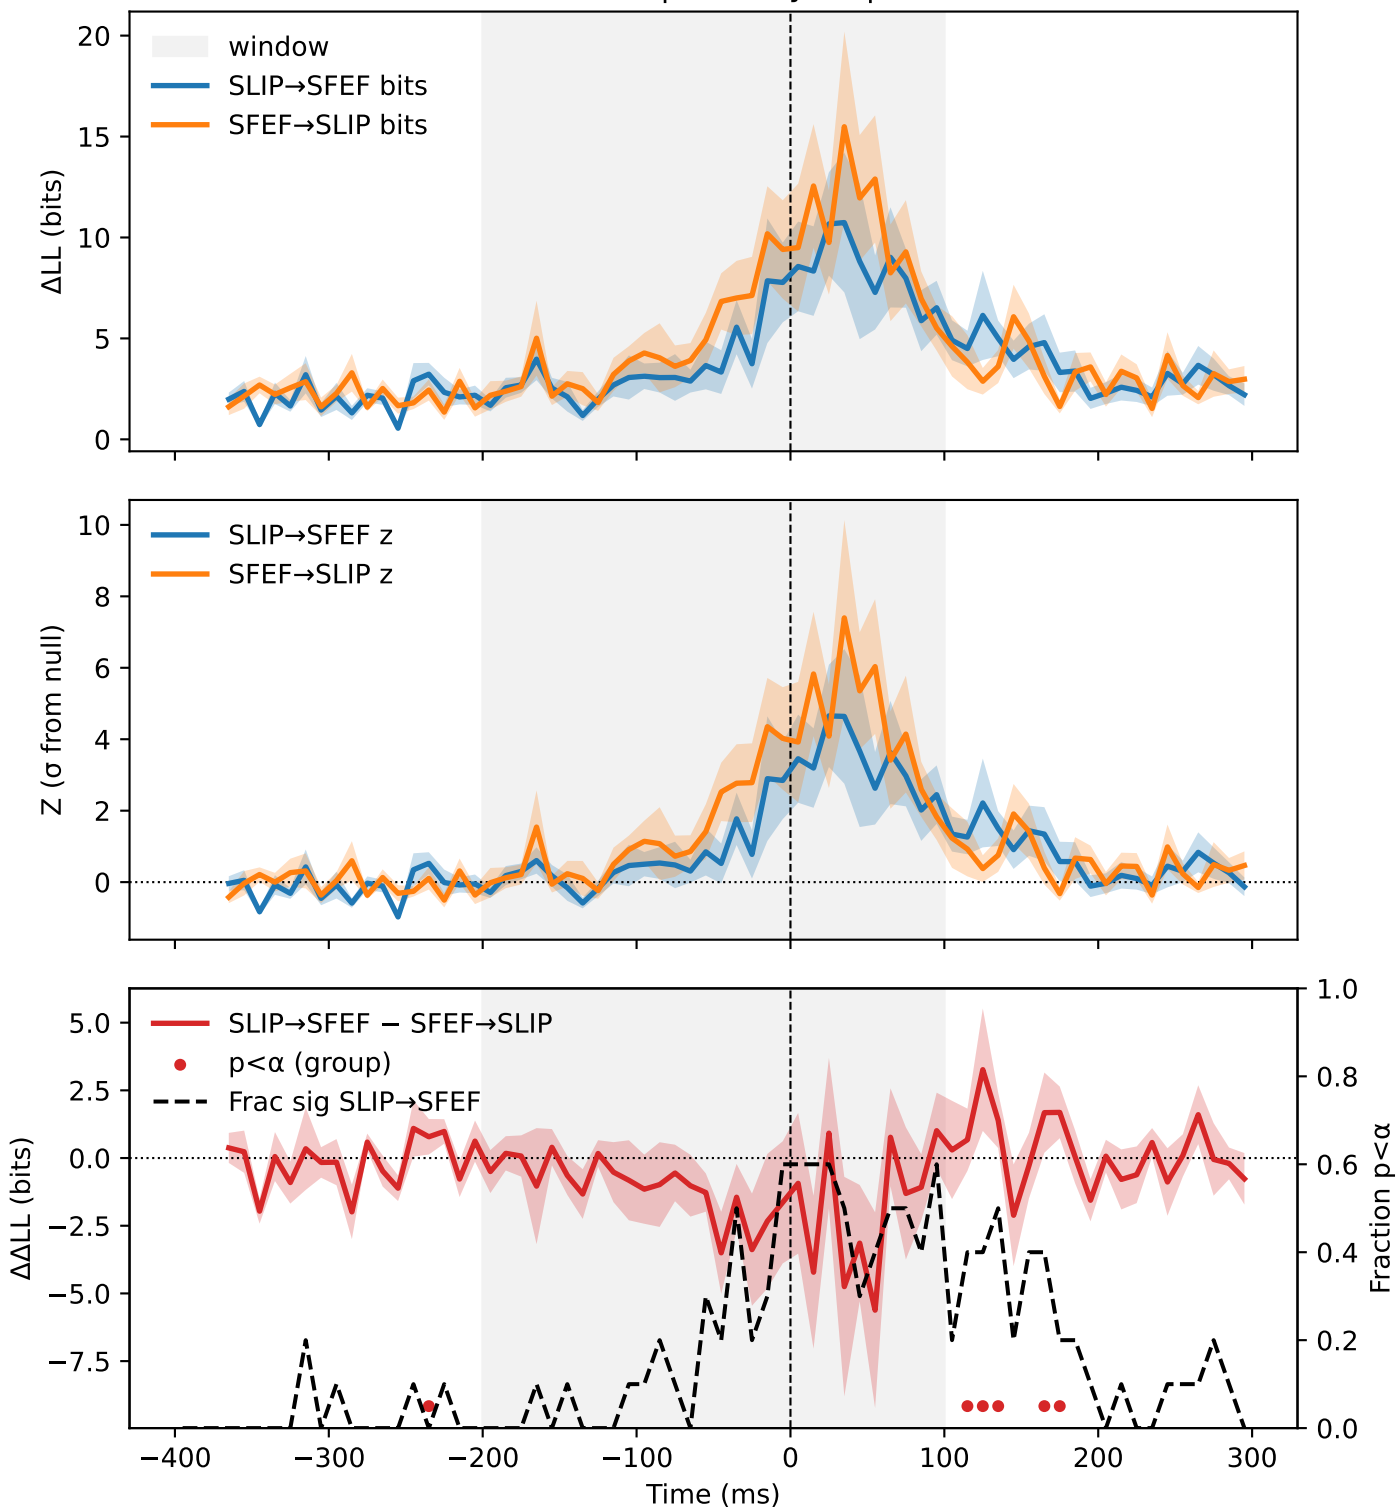 20
15
10
5
0
ΔLL (bits)
window
SLIP→SFEF bits
SFEF→SLIP bits
10
8
6
4
2
0
Z (σ from null)
SLIP→SFEF z
SFEF→SLIP z
5.0
2.5
0.0
−2.5
−5.0
−7.5
ΔΔLL (bits)
SLIP→SFEF − SFEF→SLIP
p<α (group)
Frac sig SLIP→SFEF
1.0
0.8
0.6
0.4
0.2
0.0
Fraction p<α
−400 −300 −200 −100 0 100 200 300
Time (ms)